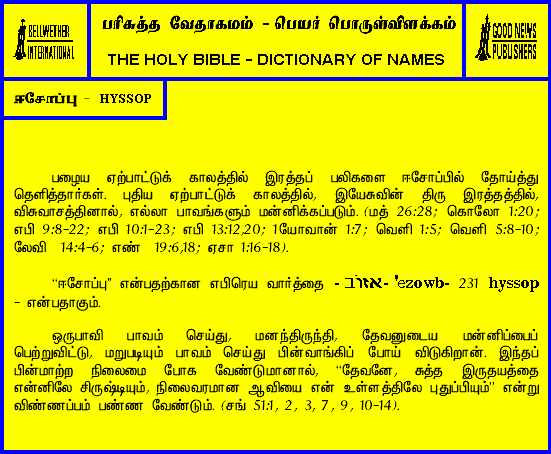 BELLWETHER
INTERNATIONAL
பரிசுத்த வேதாகமம் - பெயர் பொருள்விளக்கம்
THE HOLY BIBLE - DICTIONARY OF NAMES
GOOD NEWS
PUBLISHERS
ஈசோப்பு - HYSSOP
பழைய ஏற்பாட்டுக் காலத்தில் இரத்தப் பலிகளை ஈசோப்பில் தோய்த்து
தெளித்தார்கள். புதிய ஏற்பாட்டுக் காலத்தில், இயேசுவின் திரு இரத்தத்தில்,
விசுவாசத்தினால், எல்லா பாவங்களும் மன்னிக்கப்படும். (மத் 26:28; கொலோ 1:20;
எபி 9:8-22; எபி 10:1-23; எபி 13:12,20; 1யோவான் 1:7; வெளி 1:5; வெளி 5:8-10;
லேவி 14:4-6; எண் 19:6,18; ஏசா 1:16-18).
“ஈசோப்பு” என்பதற்கான எபிரெய வார்த்தை - אזוֹב - 'ezowb- 231 hyssop
- என்பதாகும்.
ஒருபாவி பாவம் செய்து, மனந்திருந்தி, தேவனுடைய மன்னிப்பைப்
பெற்றுவிட்டு, மறுபடியும் பாவம் செய்து பின்வாங்கிப் போய் விடுகிறான். இந்தப்
பின்மாற்ற நிலைமை போக வேண்டுமானால், “தேவனே, சுத்த இருதயத்தை
என்னிலே சிருஷ்டியும், நிலைவரமான ஆவியை என் உள்ளத்திலே புதுப்பியும்” என்று
விண்ணப்பம் பண்ண வேண்டும். (சங் 51:1, 2, 3, 7, 9, 10-14).